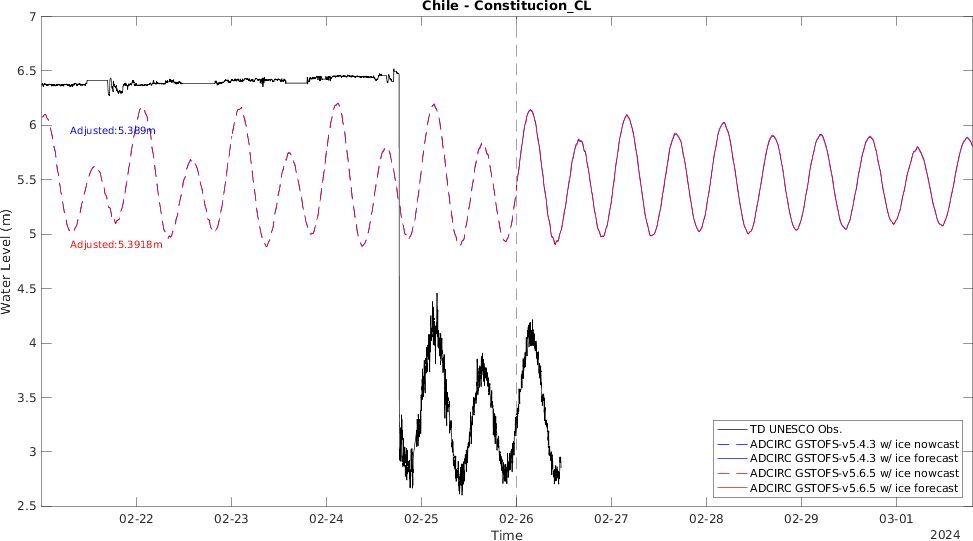 Chile - Constitucion_CL
7
6.5
6
5.5
5
4.5
4
3.5
3
2.5
Water Level (m)
Adjusted:5.389m
Adjusted:5.3918m
TD UNESCO Obs.
ADCIRC GSTOFS-v5.4.3 w/ ice nowcast
ADCIRC GSTOFS-v5.4.3 w/ ice forecast
ADCIRC GSTOFS-v5.6.5 w/ ice nowcast
ADCIRC GSTOFS-v5.6.5 w/ ice forecast
02-22 02-23 02-24 02-25 02-26 02-27 02-28 02-29 03-01
Time
2024